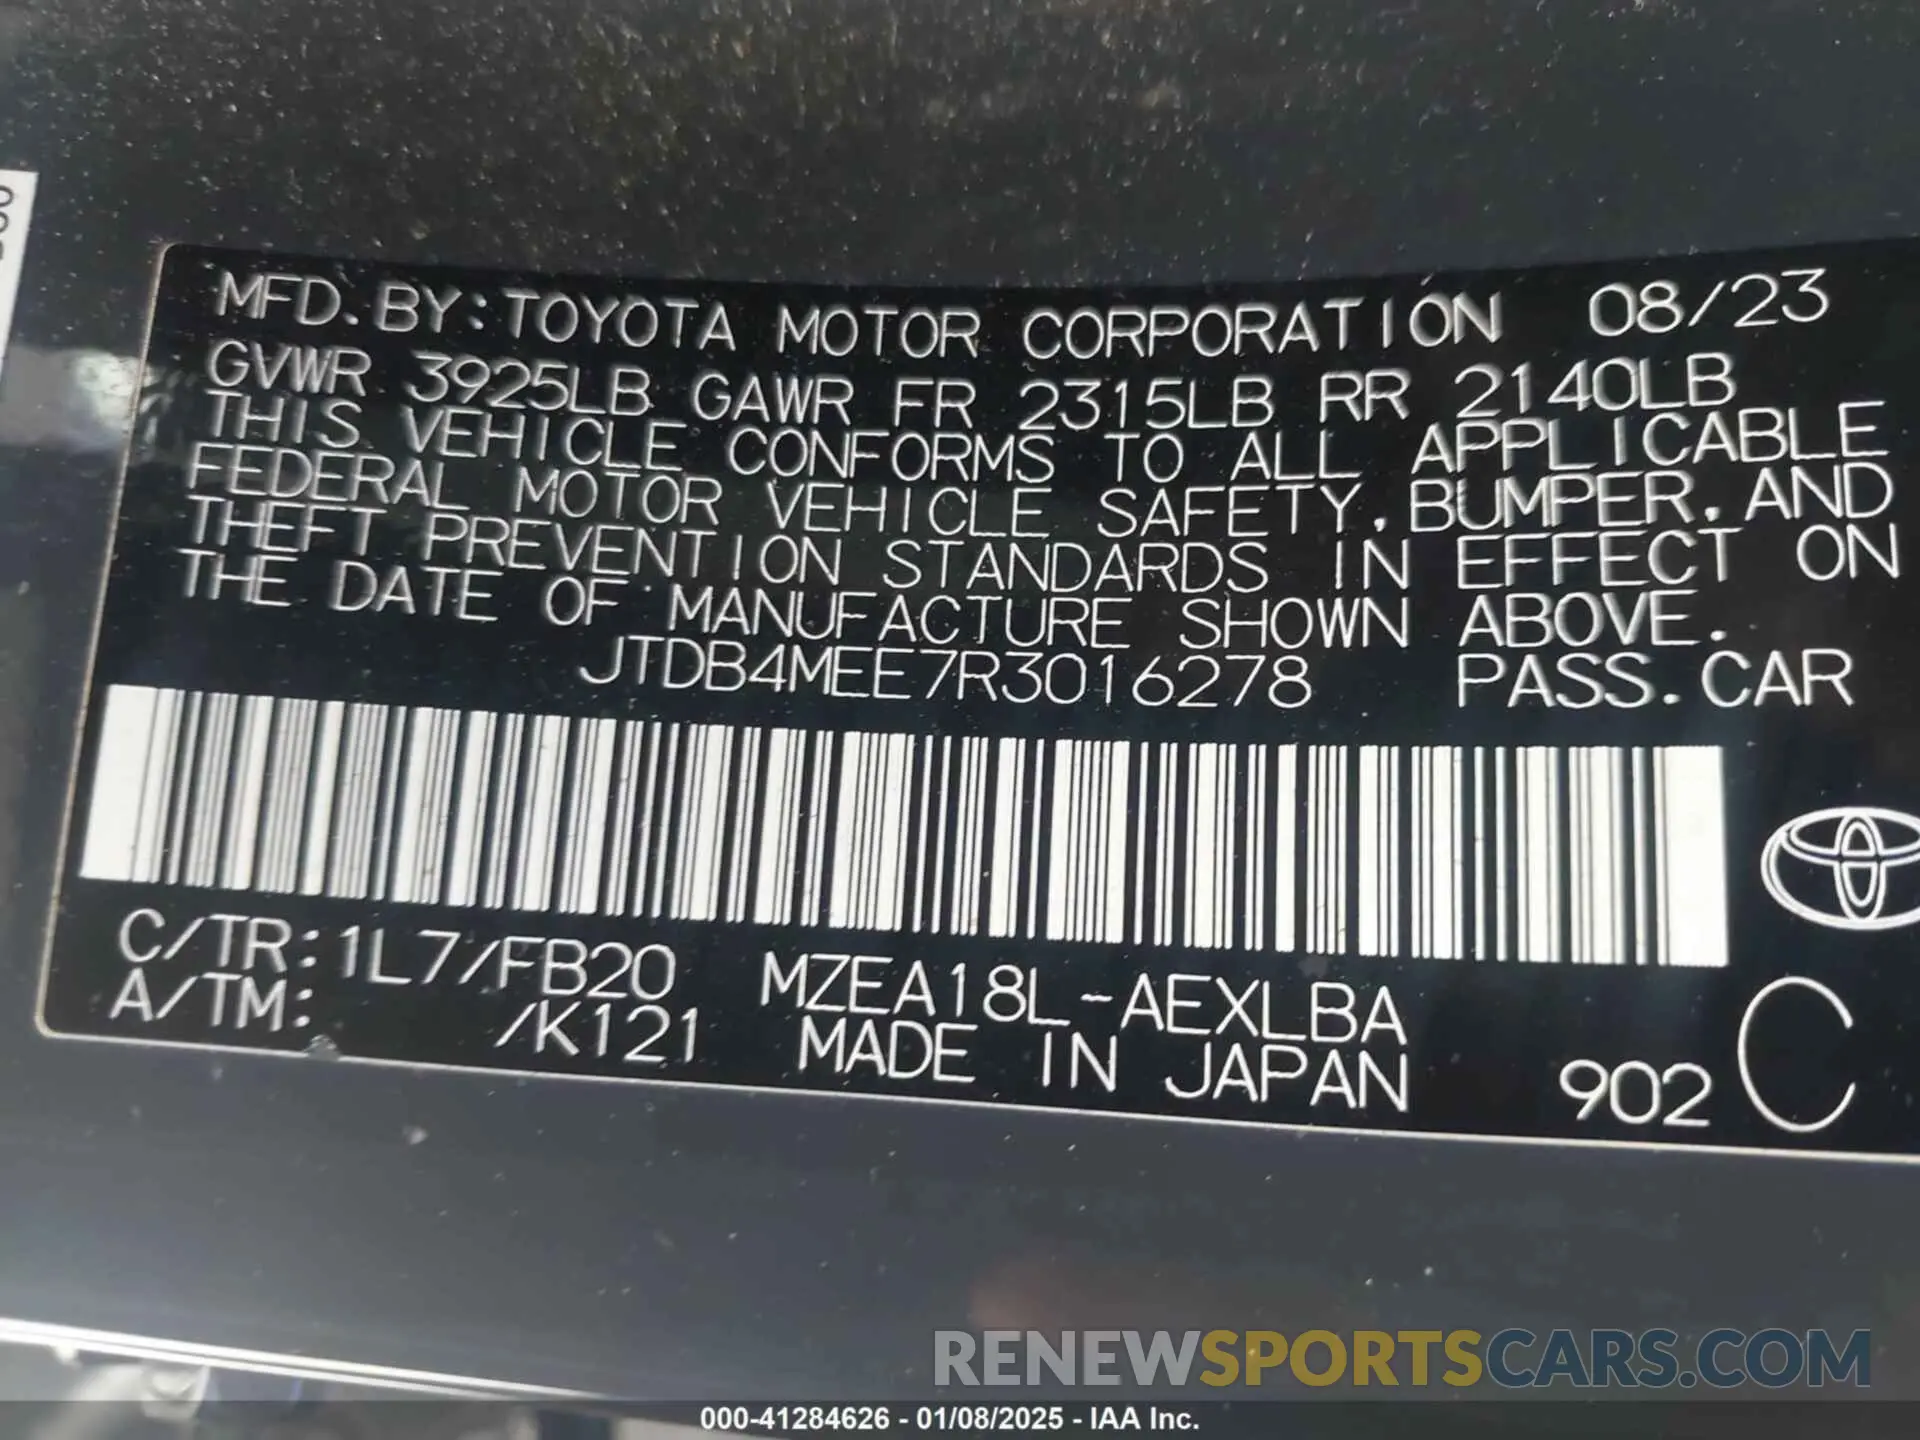 MFD.BY:TOYOTA MOTOR CORPORATION 08/23
GVWR 3925LB GAWR FR 2315LB RR 2140LB
THIS VEHICLE CONFORMS TO ALL APPLICABLE
FEDERAL MOTOR VEHICLE SAFETY, BUMPER, AND
THEFT PREVENTION STANDARDS IN EFFECT ON
THE DATE OF MANUFACTURE SHOWN ABOVE.
JTDB4MEE7R3016278 PASS.CAR
C/TR:1L7/FB20 MZEA18L-AEXLBA
A/TM: /K121 MADE IN JAPAN 902 C
RENEWSPORTSCARS.COM
000-41284626 - 01/08/2025 - IAA Inc.